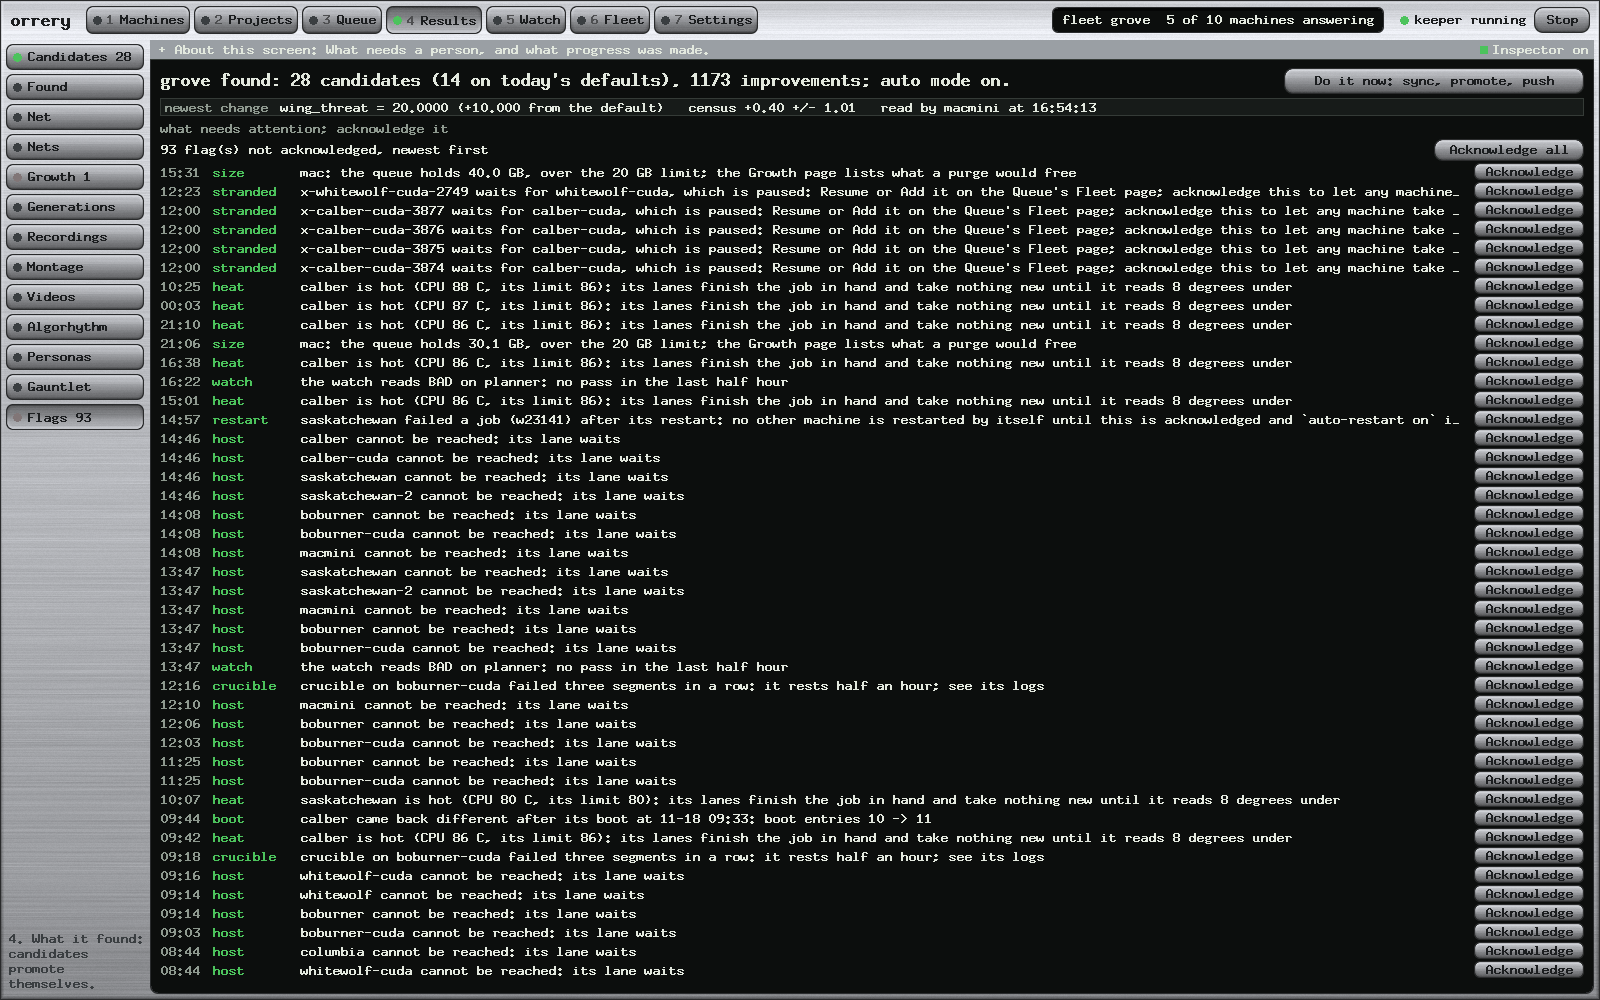 orrery 1 Machines 2 Projects 3 Queue 4 Results 5 Watch 6 Fleet 7 Settings fleet grove 5 of 10 machines answering keeper running Stop
+ About this screen: What needs a person, and what progress was made. Inspector on
Candidates 28
Found
Net
Nets
Growth 1
Generations
Recordings
Montage
Videos
Algorhythm
Personas
Gauntlet
Flags 93
4. What it found:
candidates
promote
themselves.
grove found: 28 candidates (14 on today's defaults), 1173 improvements; auto mode on. Do it now: sync, promote, push
newest change wing_threat = 20.0000 (+10.000 from the default) census +0.40 +/- 1.01 read by macmini at 16:54:13
what needs attention; acknowledge it
93 flag(s) not acknowledged, newest first Acknowledge all
15:31 size mac: the queue holds 40.0 GB, over the 20 GB limit; the Growth page lists what a purge would free Acknowledge
12:23 stranded x-whitewolf-cuda-2749 waits for whitewolf-cuda, which is paused: Resume or Add it on the Queue's Fleet page; acknowledge this to let any machine… Acknowledge
12:00 stranded x-calber-cuda-3877 waits for calber-cuda, which is paused: Resume or Add it on the Queue's Fleet page; acknowledge this to let any machine take … Acknowledge
12:00 stranded x-calber-cuda-3876 waits for calber-cuda, which is paused: Resume or Add it on the Queue's Fleet page; acknowledge this to let any machine take … Acknowledge
12:00 stranded x-calber-cuda-3875 waits for calber-cuda, which is paused: Resume or Add it on the Queue's Fleet page; acknowledge this to let any machine take … Acknowledge
12:00 stranded x-calber-cuda-3874 waits for calber-cuda, which is paused: Resume or Add it on the Queue's Fleet page; acknowledge this to let any machine take … Acknowledge
10:25 heat calber is hot (CPU 88 C, its limit 86): its lanes finish the job in hand and take nothing new until it reads 8 degrees under Acknowledge
00:03 heat calber is hot (CPU 87 C, its limit 86): its lanes finish the job in hand and take nothing new until it reads 8 degrees under Acknowledge
21:10 heat calber is hot (CPU 86 C, its limit 86): its lanes finish the job in hand and take nothing new until it reads 8 degrees under Acknowledge
21:06 size mac: the queue holds 30.1 GB, over the 20 GB limit; the Growth page lists what a purge would free Acknowledge
16:38 heat calber is hot (CPU 86 C, its limit 86): its lanes finish the job in hand and take nothing new until it reads 8 degrees under Acknowledge
16:22 watch the watch reads BAD on planner: no pass in the last half hour Acknowledge
15:01 heat calber is hot (CPU 86 C, its limit 86): its lanes finish the job in hand and take nothing new until it reads 8 degrees under Acknowledge
14:57 restart saskatchewan failed a job (w23141) after its restart: no other machine is restarted by itself until this is acknowledged and `auto-restart on` i… Acknowledge
14:46 host calber cannot be reached: its lane waits Acknowledge
14:46 host calber-cuda cannot be reached: its lane waits Acknowledge
14:46 host saskatchewan cannot be reached: its lane waits Acknowledge
14:46 host saskatchewan-2 cannot be reached: its lane waits Acknowledge
14:08 host boburner cannot be reached: its lane waits Acknowledge
14:08 host boburner-cuda cannot be reached: its lane waits Acknowledge
14:08 host macmini cannot be reached: its lane waits Acknowledge
13:47 host saskatchewan cannot be reached: its lane waits Acknowledge
13:47 host saskatchewan-2 cannot be reached: its lane waits Acknowledge
13:47 host macmini cannot be reached: its lane waits Acknowledge
13:47 host boburner cannot be reached: its lane waits Acknowledge
13:47 host boburner-cuda cannot be reached: its lane waits Acknowledge
13:47 watch the watch reads BAD on planner: no pass in the last half hour Acknowledge
12:16 crucible crucible on boburner-cuda failed three segments in a row: it rests half an hour; see its logs Acknowledge
12:10 host macmini cannot be reached: its lane waits Acknowledge
12:06 host boburner cannot be reached: its lane waits Acknowledge
12:03 host boburner-cuda cannot be reached: its lane waits Acknowledge
11:25 host boburner cannot be reached: its lane waits Acknowledge
11:25 host boburner-cuda cannot be reached: its lane waits Acknowledge
10:07 heat saskatchewan is hot (CPU 80 C, its limit 80): its lanes finish the job in hand and take nothing new until it reads 8 degrees under Acknowledge
09:44 boot calber came back different after its boot at 11-18 09:33: boot entries 10 -> 11 Acknowledge
09:42 heat calber is hot (CPU 86 C, its limit 86): its lanes finish the job in hand and take nothing new until it reads 8 degrees under Acknowledge
09:18 crucible crucible on boburner-cuda failed three segments in a row: it rests half an hour; see its logs Acknowledge
09:16 host whitewolf-cuda cannot be reached: its lane waits Acknowledge
09:14 host whitewolf cannot be reached: its lane waits Acknowledge
09:14 host boburner cannot be reached: its lane waits Acknowledge
09:03 host boburner-cuda cannot be reached: its lane waits Acknowledge
08:44 host columbia cannot be reached: its lane waits Acknowledge
08:44 host whitewolf-cuda cannot be reached: its lane waits Acknowledge